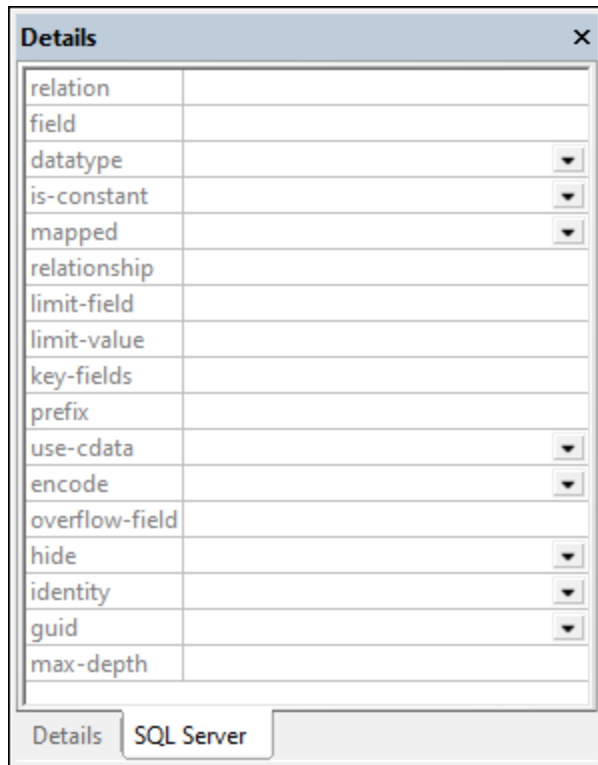 Details
relation
field
datatype
is-constant
mapped
relationship
limit-field
limit-value
key-fields
prefix
use-cdata
encode
overflow-field
hide
identity
guid
max-depth
Details SQL Server